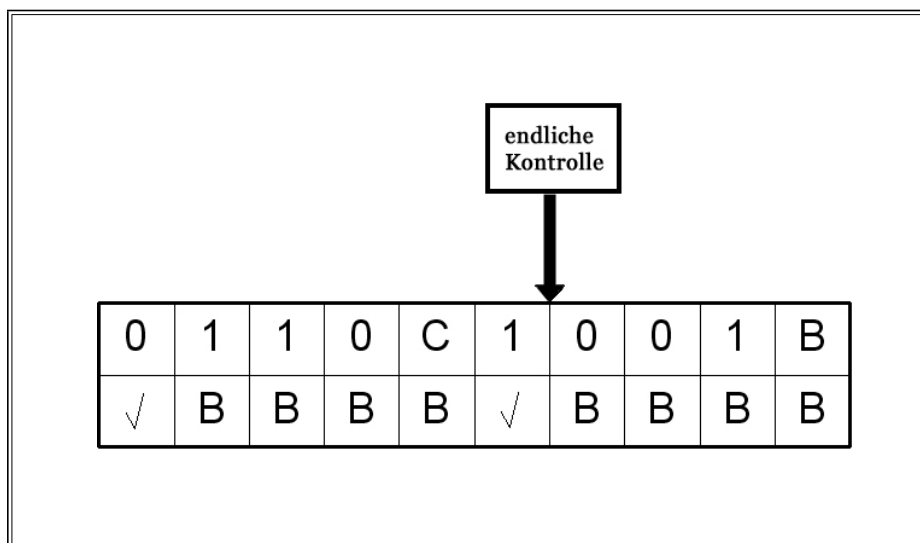 endliche
Kontrolle
0 1 1 0 C 1 0 0 1 B
√ B B B B √ B B B B